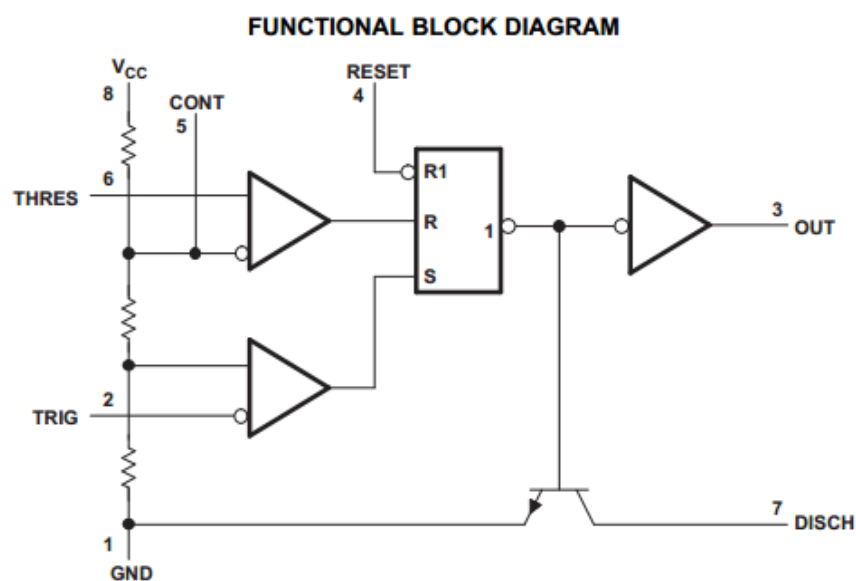 FUNCTIONAL BLOCK DIAGRAM
VCC
8
CONT
5
RESET
4
6
THRES
R1
R
1
S
3
OUT
2
TRIG
7
DISCH
1
GND